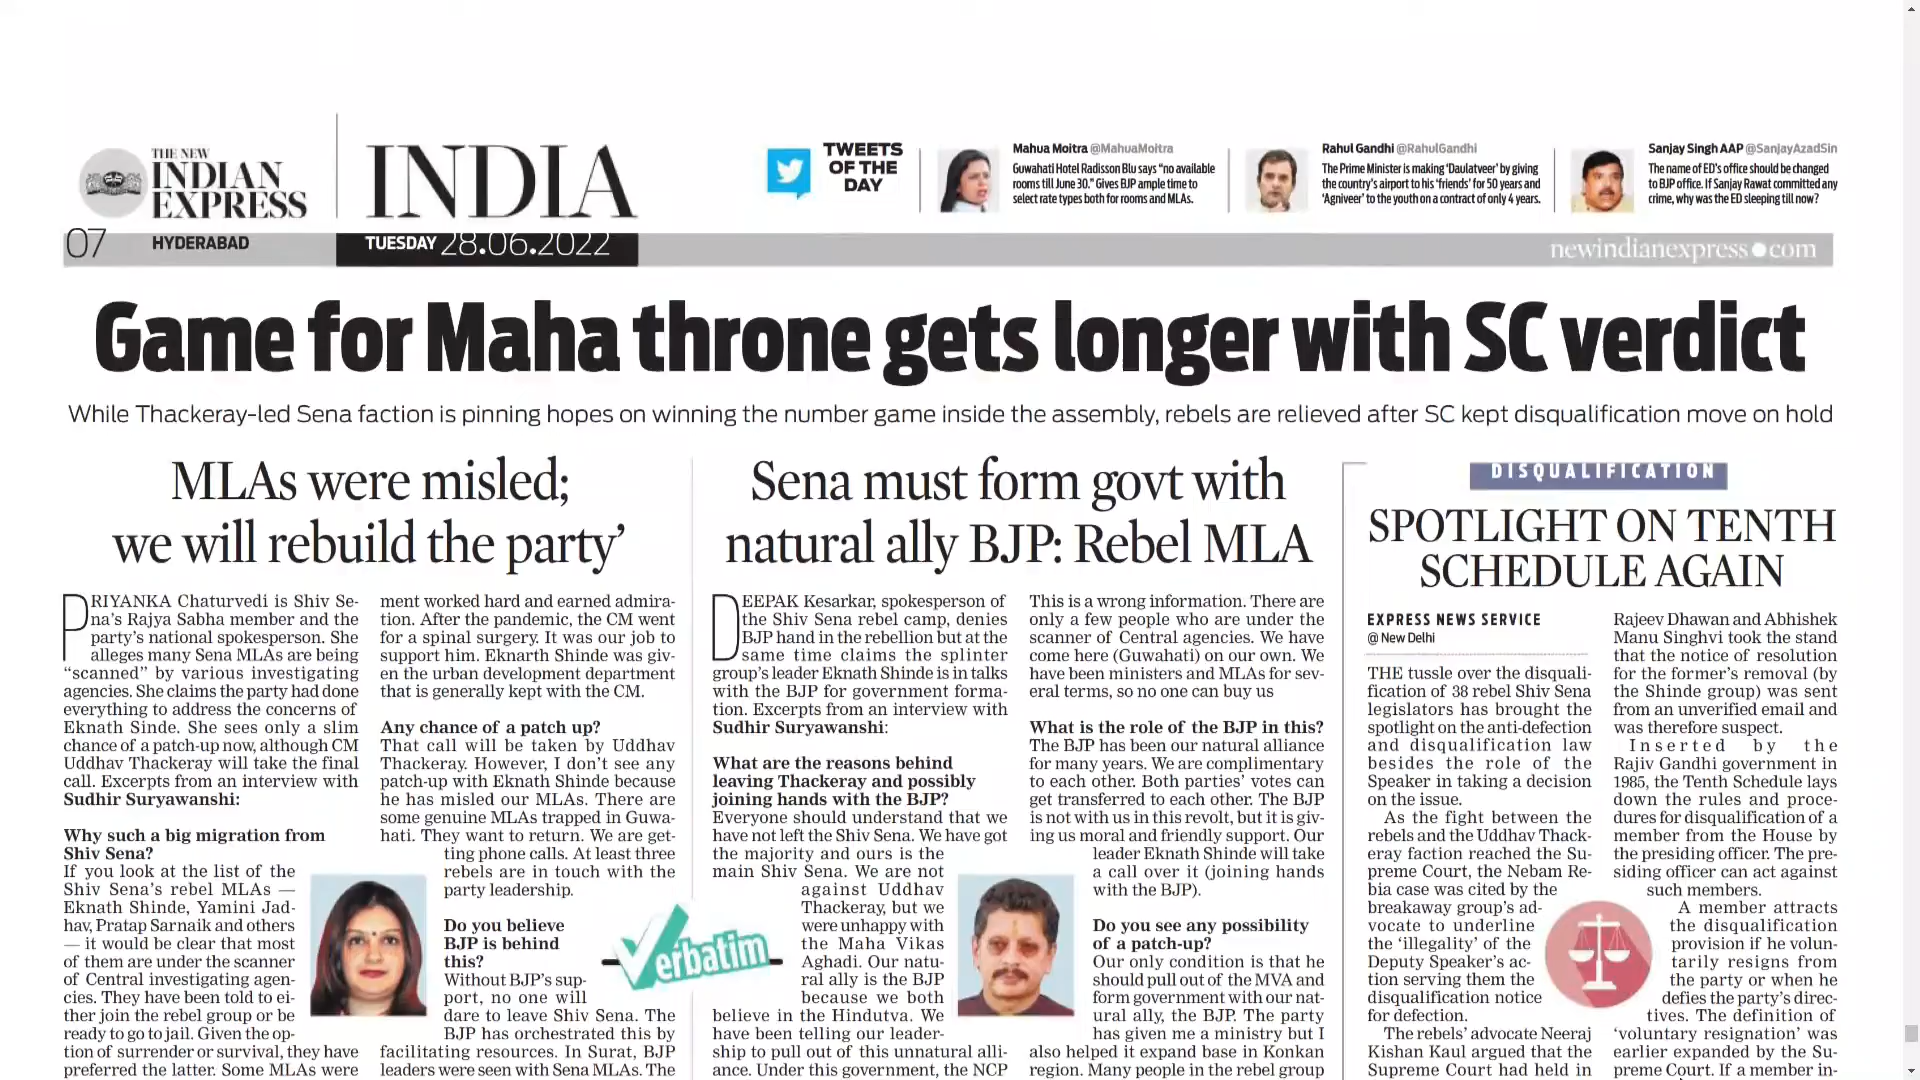 THE NEW
INDIAN
EXPRESS
INDIA
TWEETS
OF THE
DAY
Mahua Moitra @MahuaMoitra
Guwahati Hotel Radisson Blu says “no available
rooms till June 30.” Gives BJP ample time to
select rate types both for rooms and MLAs.
Rahul Gandhi @RahulGandhi
The Prime Minister is making ‘Daulatveer’ by giving
the country’s airport to his ‘friends’ for 50 years and
‘Agniveer’ to the youth on a contract of only 4 years.
Sanjay Singh AAP @SanjayAzadSln
The name of ED’s office should be changed
to BJP office. If Sanjay Rawat committed any
crime, why was the ED sleeping till now?
07
HYDERABAD
TUESDAY 28.06.2022
newindianexpress●com
Game for Maha throne gets longer with SC verdict
While Thackeray-led Sena faction is pinning hopes on winning the number game inside the assembly, rebels are relieved after SC kept disqualification move on hold
MLAs were misled;
we will rebuild the party’
PRIYANKA Chaturvedi is Shiv Se-
na’s Rajya Sabha member and the
party’s national spokesperson. She
alleges many Sena MLAs are being
“scanned” by various investigating
agencies. She claims the party had done
everything to address the concerns of
Eknath Sinde. She sees only a slim
chance of a patch-up now, although CM
Uddhav Thackeray will take the final
call. Excerpts from an interview with
Sudhir Suryawanshi:
Why such a big migration from
Shiv Sena?
If you look at the list of the
Shiv Sena’s rebel MLAs —
Eknath Shinde, Yamini Jad-
hav, Pratap Sarnaik and others
— it would be clear that most
of them are under the scanner
of Central investigating agen-
cies. They have been told to ei-
ther join the rebel group or be
ready to go to jail. Given the op-
tion of surrender or survival, they have
preferred the latter. Some MLAs were
ment worked hard and earned admira-
tion. After the pandemic, the CM went
for a spinal surgery. It was our job to
support him. Eknarth Shinde was giv-
en the urban development department
that is generally kept with the CM.
Any chance of a patch up?
That call will be taken by Uddhav
Thackeray. However, I don’t see any
patch-up with Eknath Shinde because
he has misled our MLAs. There are
some genuine MLAs trapped in Guwa-
hati. They want to return. We are get-
ting phone calls. At least three
rebels are in touch with the
party leadership.
Do you believe
BJP is behind
this?
Without BJP’s sup-
port, no one will
dare to leave Shiv Sena. The
BJP has orchestrated this by
facilitating resources. In Surat, BJP
leaders were seen with Sena MLAs. The
Verbatim
Sena must form govt with
natural ally BJP: Rebel MLA
DEEPAK Kesarkar, spokesperson of
the Shiv Sena rebel camp, denies
BJP hand in the rebellion but at the
same time claims the splinter
group’s leader Eknath Shinde is in talks
with the BJP for government forma-
tion. Excerpts from an interview with
Sudhir Suryawanshi:
What are the reasons behind
leaving Thackeray and possibly
joining hands with the BJP?
Everyone should understand that we
have not left the Shiv Sena. We have got
the majority and ours is the
main Shiv Sena. We are not
against Uddhav
Thackeray, but we
were unhappy with
the Maha Vikas
Aghadi. Our natu-
ral ally is the BJP
because we both
believe in the Hindutva. We
have been telling our leader-
ship to pull out of this unnatural alli-
ance. Under this government, the NCP
This is a wrong information. There are
only a few people who are under the
scanner of Central agencies. We have
come here (Guwahati) on our own. We
have been ministers and MLAs for sev-
eral terms, so no one can buy us
What is the role of the BJP in this?
The BJP has been our natural alliance
for many years. We are complimentary
to each other. Both parties’ votes can
get transferred to each other. The BJP
is not with us in this revolt, but it is giv-
ing us moral and friendly support. Our
leader Eknath Shinde will take
a call over it (joining hands
with the BJP).
Do you see any possibility
of a patch-up?
Our only condition is that he
should pull out of the MVA and
form government with our nat-
ural ally, the BJP. The party
has given me a ministry but I
also helped it expand base in Konkan
region. Many people in the rebel group
DISQUALIFICATION
SPOTLIGHT ON TENTH
SCHEDULE AGAIN
EXPRESS NEWS SERVICE
@ New Delhi
THE tussle over the disquali-
fication of 38 rebel Shiv Sena
legislators has brought the
spotlight on the anti-defection
and disqualification law
besides the role of the
Speaker in taking a decision
on the issue.
As the fight between the
rebels and the Uddhav Thack-
eray faction reached the Su-
preme Court, the Nebam Re-
bia case was cited by the
breakaway group’s ad-
vocate to underline
the ‘illegality’ of the
Deputy Speaker’s ac-
tion serving them the
disqualification notice
for defection.
The rebels’ advocate Neeraj
Kishan Kaul argued that the
Supreme Court had held in
Rajeev Dhawan and Abhishek
Manu Singhvi took the stand
that the notice of resolution
for the former’s removal (by
the Shinde group) was sent
from an unverified email and
was therefore suspect.
Inserted by the
Rajiv Gandhi government in
1985, the Tenth Schedule lays
down the rules and proce-
dures for disqualification of a
member from the House by
the presiding officer. The pre-
siding officer can act against
such members.
A member attracts
the disqualification
provision if he volun-
tarily resigns from
the party or when he
defies the party’s direc-
tives. The definition of
‘voluntary resignation’ was
earlier expanded by the Su-
preme Court. If a member in-